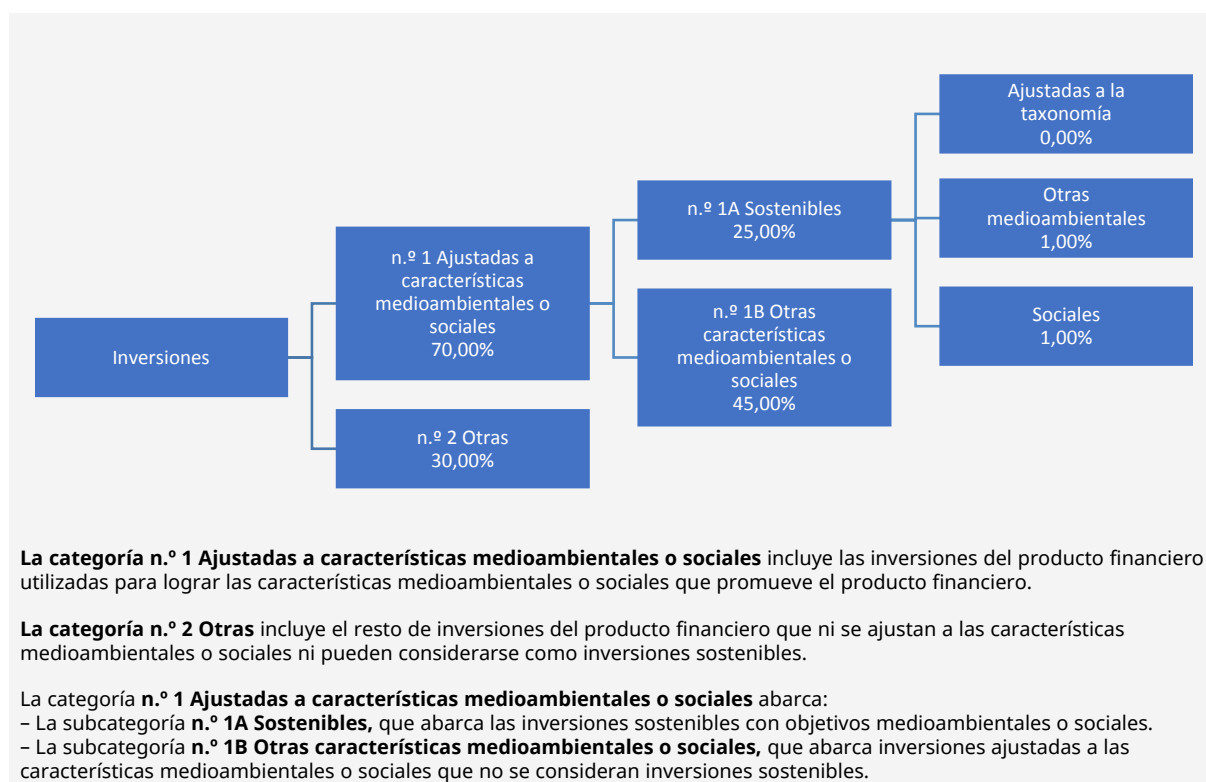 Inversiones
n.º 1 Ajustadas a
características
medioambientales o
sociales
70,00%
n.º 2 Otras
30,00%
n.º 1A Sostenibles
25,00%
n.º 1B Otras
características
medioambientales o
sociales
45,00%
Ajustadas a la
taxonomía
0,00%
Otras
medioambientales
1,00%
Sociales
1,00%
La categoría n.º 1 Ajustadas a características medioambientales o sociales incluye las inversiones del producto financiero
utilizadas para lograr las características medioambientales o sociales que promueve el producto financiero.
La categoría n.º 2 Otras incluye el resto de inversiones del producto financiero que ni se ajustan a las características
medioambientales o sociales ni pueden considerarse como inversiones sostenibles.
La categoría n.º 1 Ajustadas a características medioambientales o sociales abarca:
– La subcategoría n.º 1A Sostenibles, que abarca las inversiones sostenibles con objetivos medioambientales o sociales.
– La subcategoría n.º 1B Otras características medioambientales o sociales, que abarca inversiones ajustadas a las
características medioambientales o sociales que no se consideran inversiones sostenibles.